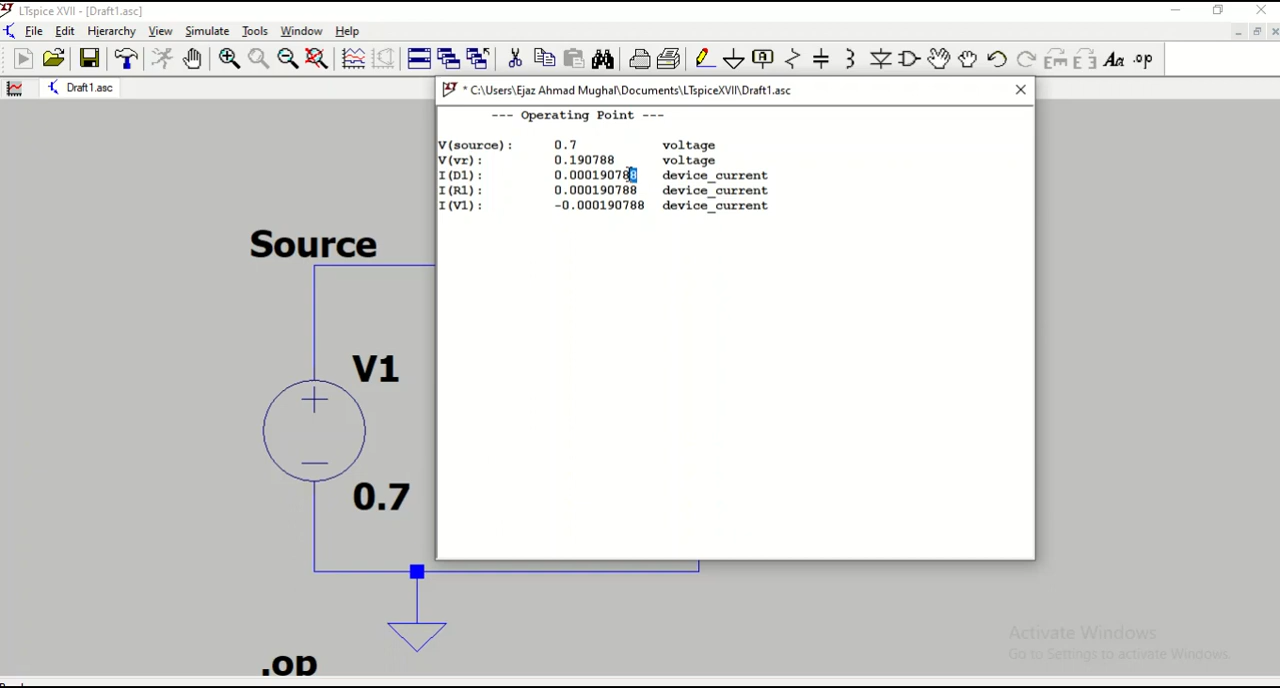 LTspice XVII - [Draft1.asc]
File Edit Hierarchy View Simulate Tools Window Help
Aa .op
Draft1.asc
* C:\Users\Ejaz Ahmad Mughal\Documents\LTspiceXVII\Draft1.asc
--- Operating Point ---
V(source): 0.7 voltage
V(vr): 0.190788 voltage
I(D1): 0.000190788 device_current
I(R1): 0.000190788 device_current
I(V1): -0.000190788 device_current
Source
V1
0.7
.op
Activate Windows
Go to Settings to activate Windows.